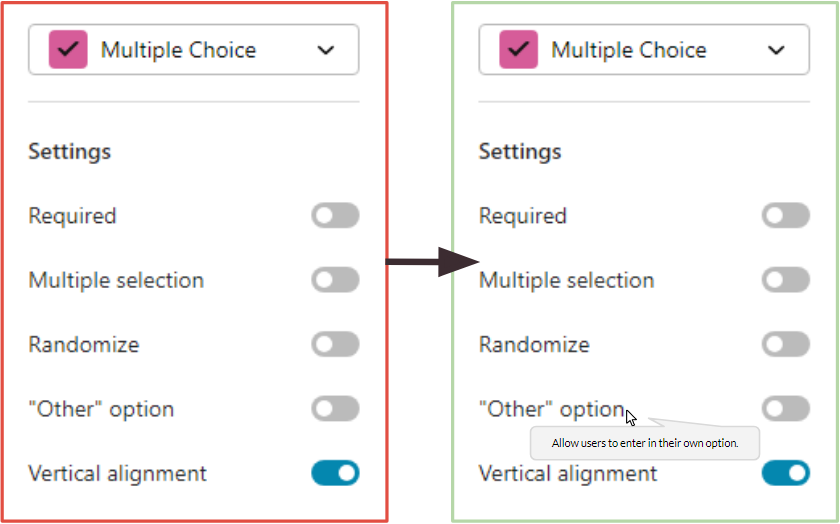 Multiple Choice
Settings
Required
Multiple selection
Randomize
"Other" option
Vertical alignment
Multiple Choice
Settings
Required
Multiple selection
Randomize
"Other" option
Allow users to enter in their own option.
Vertical alignment